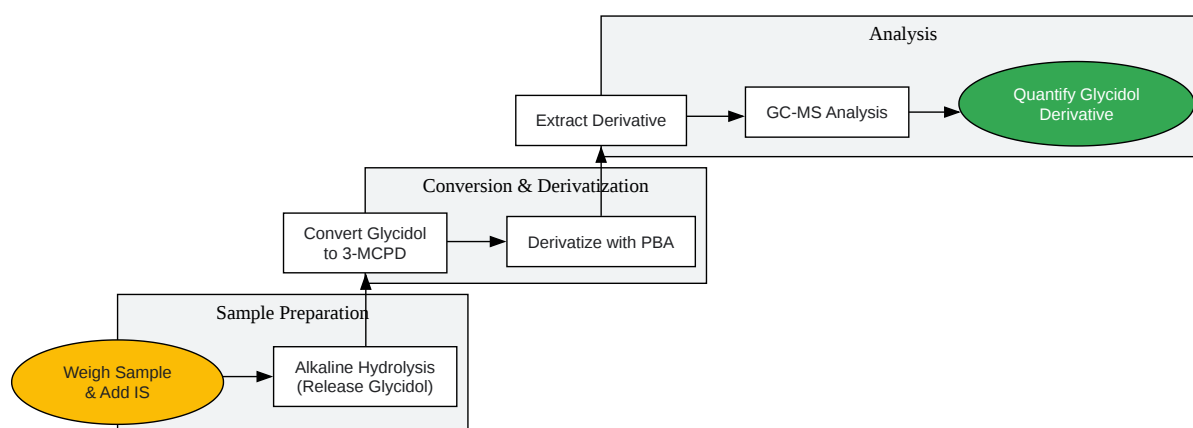 Analysis
Extract Derivative
GC-MS Analysis
Quantify Glycidol
Derivative
Conversion & Derivatization
Convert Glycidol
to 3-MCPD
Derivatize with PBA
Sample Preparation
Weigh Sample
& Add IS
Alkaline Hydrolysis
(Release Glycidol)